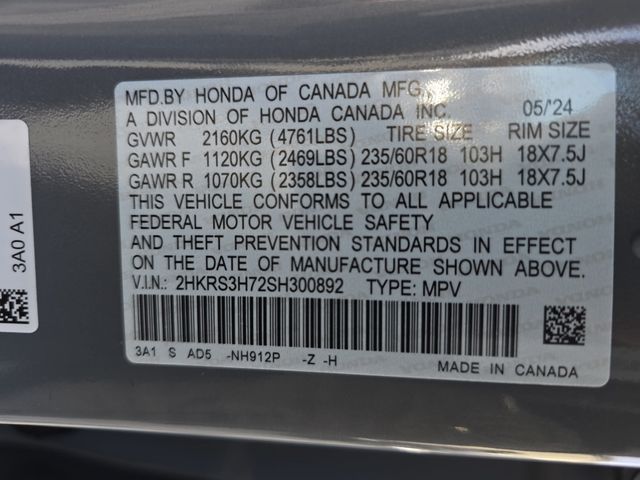 MFD.BY HONDA OF CANADA MFG.,
A DIVISION OF HONDA CANADA INC. 05/'24
GVWR 2160KG (4761LBS) TIRE SIZE RIM SIZE
GAWR F 1120KG (2469LBS) 235/60R18 103H 18X7.5J
GAWR R 1070KG (2358LBS) 235/60R18 103H 18X7.5J
THIS VEHICLE CONFORMS TO ALL APPLICABLE
FEDERAL MOTOR VEHICLE SAFETY
AND THEFT PREVENTION STANDARDS IN EFFECT
ON THE DATE OF MANUFACTURE SHOWN ABOVE.
V.I.N.: 2HKRS3H72SH300892 TYPE: MPV
3A1 S AD5 -NH912P -Z -H
MADE IN CANADA
3A0 A1